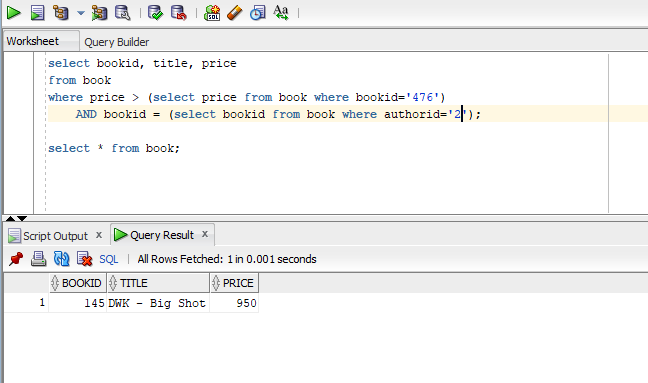 SQL
Aa
Worksheet Query Builder
select bookid, title, price
from book
where price > (select price from book where bookid='476')
AND bookid = (select bookid from book where authorid='2');
select * from book;
Script Output x Query Result x
SQL All Rows Fetched: 1 in 0.001 seconds
BOOKID TITLE PRICE
1 145 DWK - Big Shot 950